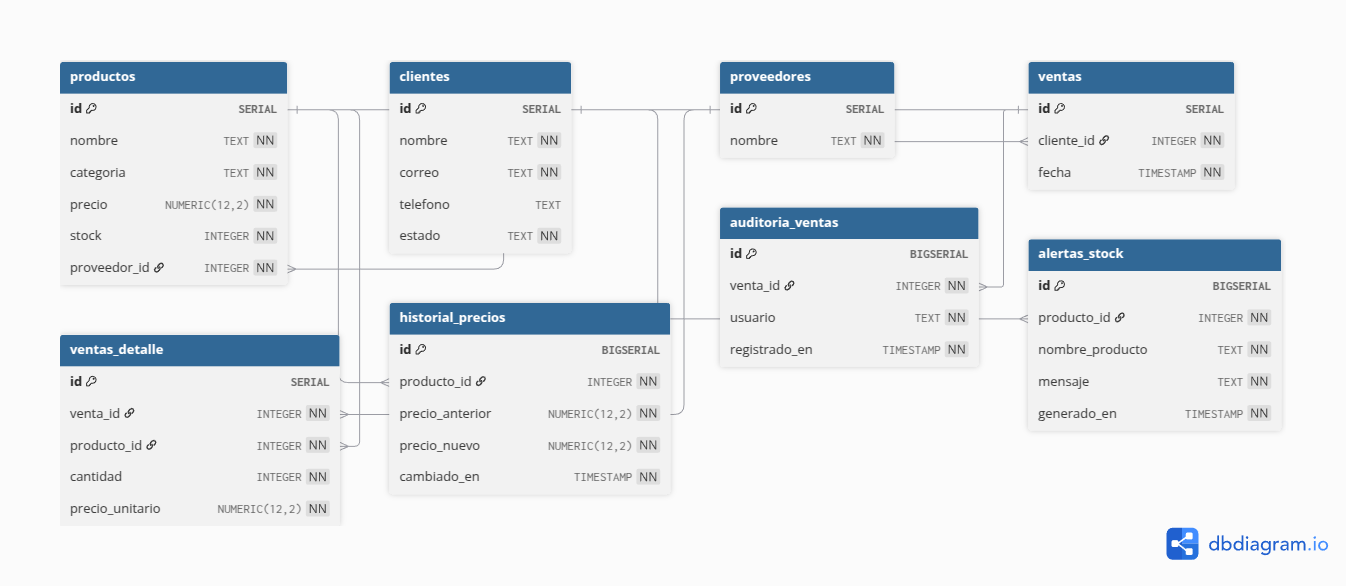 productos
id SERIAL
nombre TEXT NN
categoria TEXT NN
precio NUMERIC(12,2) NN
stock INTEGER NN
proveedor_id INTEGER NN
clientes
id SERIAL
nombre TEXT NN
correo TEXT NN
telefono TEXT
estado TEXT NN
proveedores
id SERIAL
nombre TEXT NN
ventas
id SERIAL
cliente_id INTEGER NN
fecha TIMESTAMP NN
auditoria_ventas
id BIGSERIAL
venta_id INTEGER NN
usuario TEXT NN
registrado_en TIMESTAMP NN
alertas_stock
id BIGSERIAL
producto_id INTEGER NN
nombre_producto TEXT NN
mensaje TEXT NN
generado_en TIMESTAMP NN
ventas_detalle
id SERIAL
venta_id INTEGER NN
producto_id INTEGER NN
cantidad INTEGER NN
precio_unitario NUMERIC(12,2) NN
historial_precios
id BIGSERIAL
producto_id INTEGER NN
precio_anterior NUMERIC(12,2) NN
precio_nuevo NUMERIC(12,2) NN
cambiado_en TIMESTAMP NN
dbdiagram.io